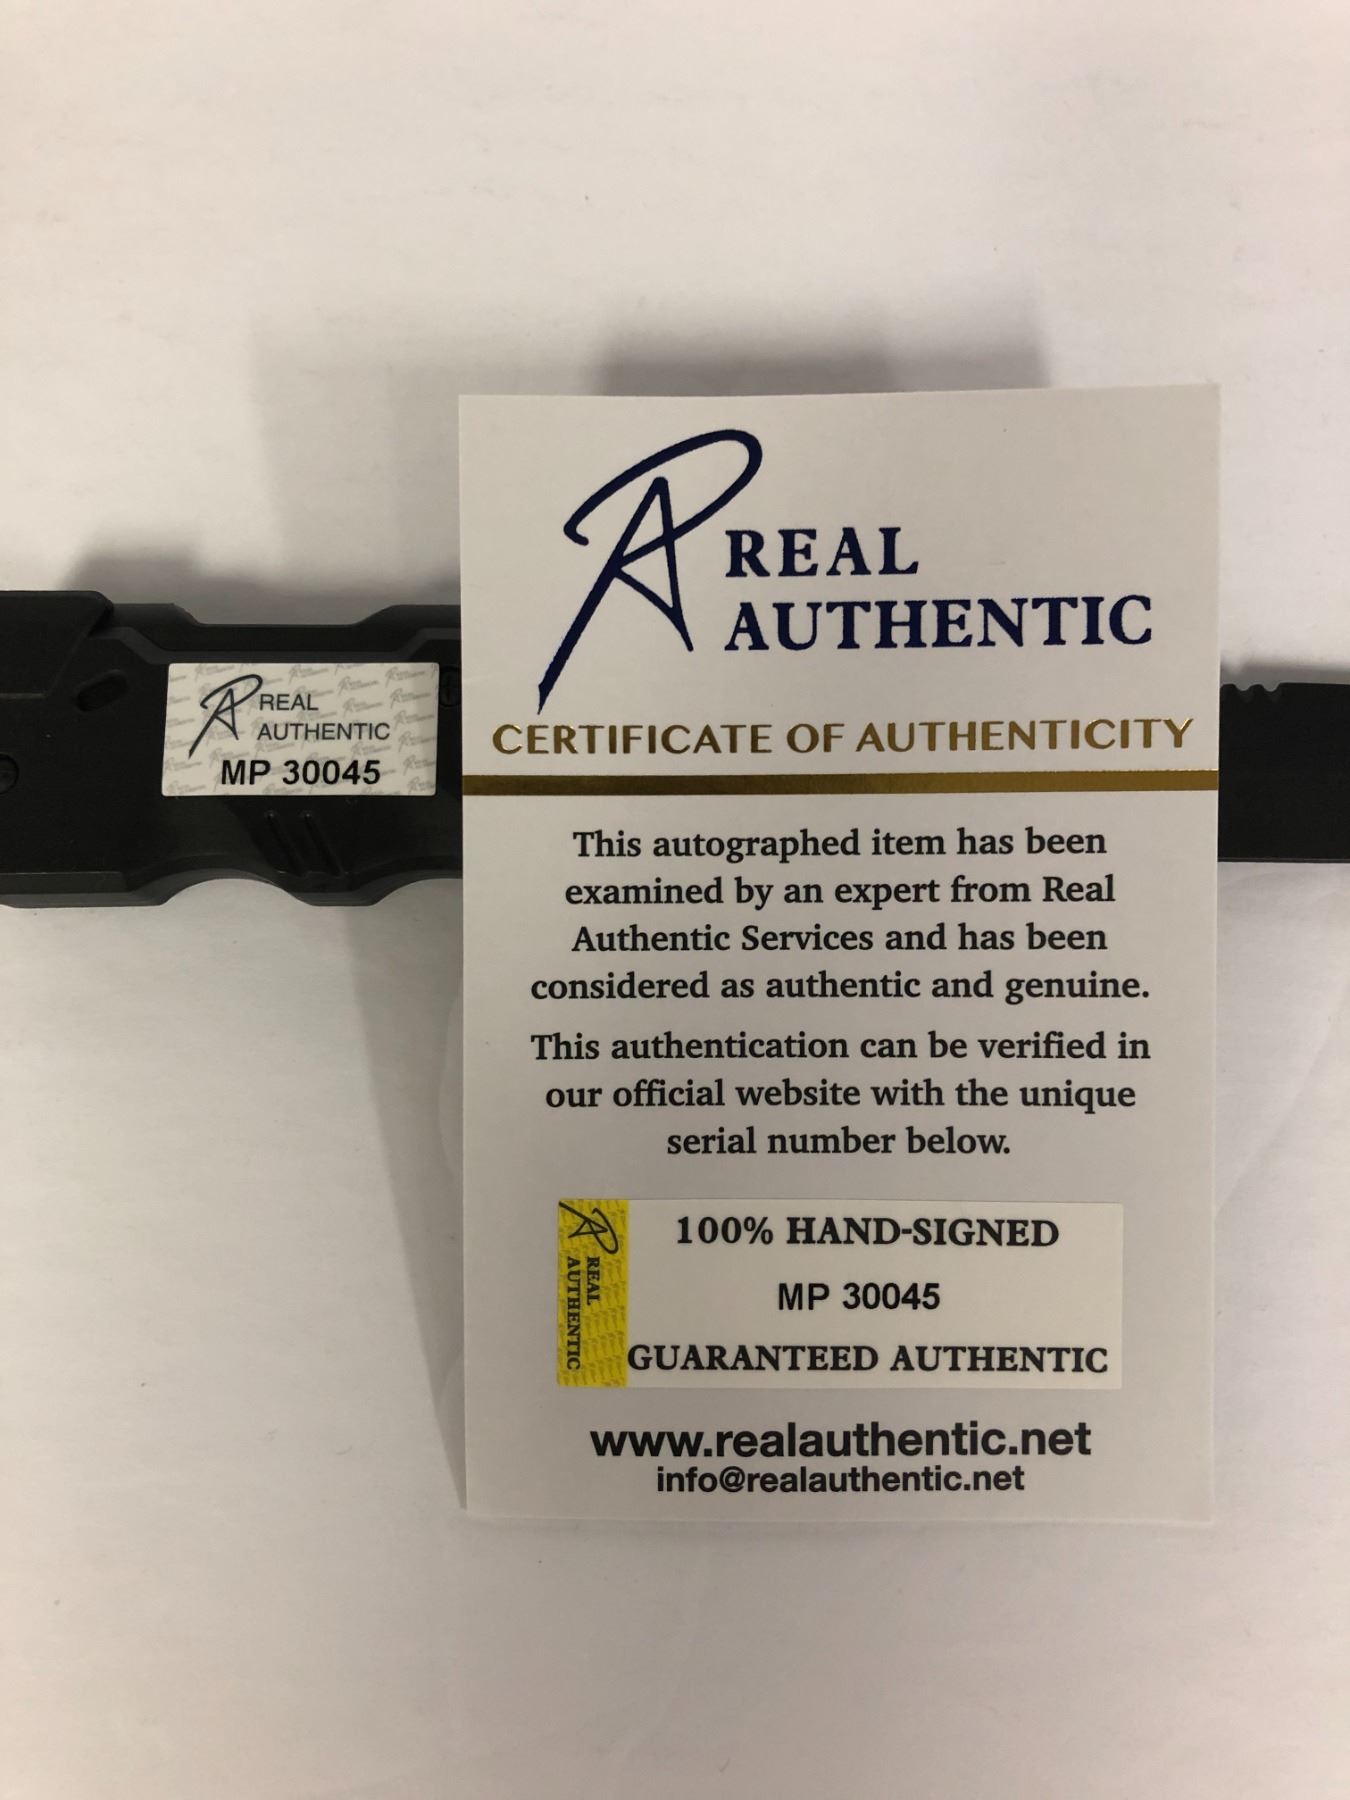 REAL
AUTHENTIC
MP 30045
REAL
AUTHENTIC
CERTIFICATE OF AUTHENTICITY
This autographed item has been
examined by an expert from Real
Authentic Services and has been
considered as authentic and genuine.
This authentication can be verified in
our official website with the unique
serial number below.
REAL
AUTHENTIC
100% HAND-SIGNED
MP 30045
GUARANTEED AUTHENTIC
www.realauthentic.net
info@realauthentic.net